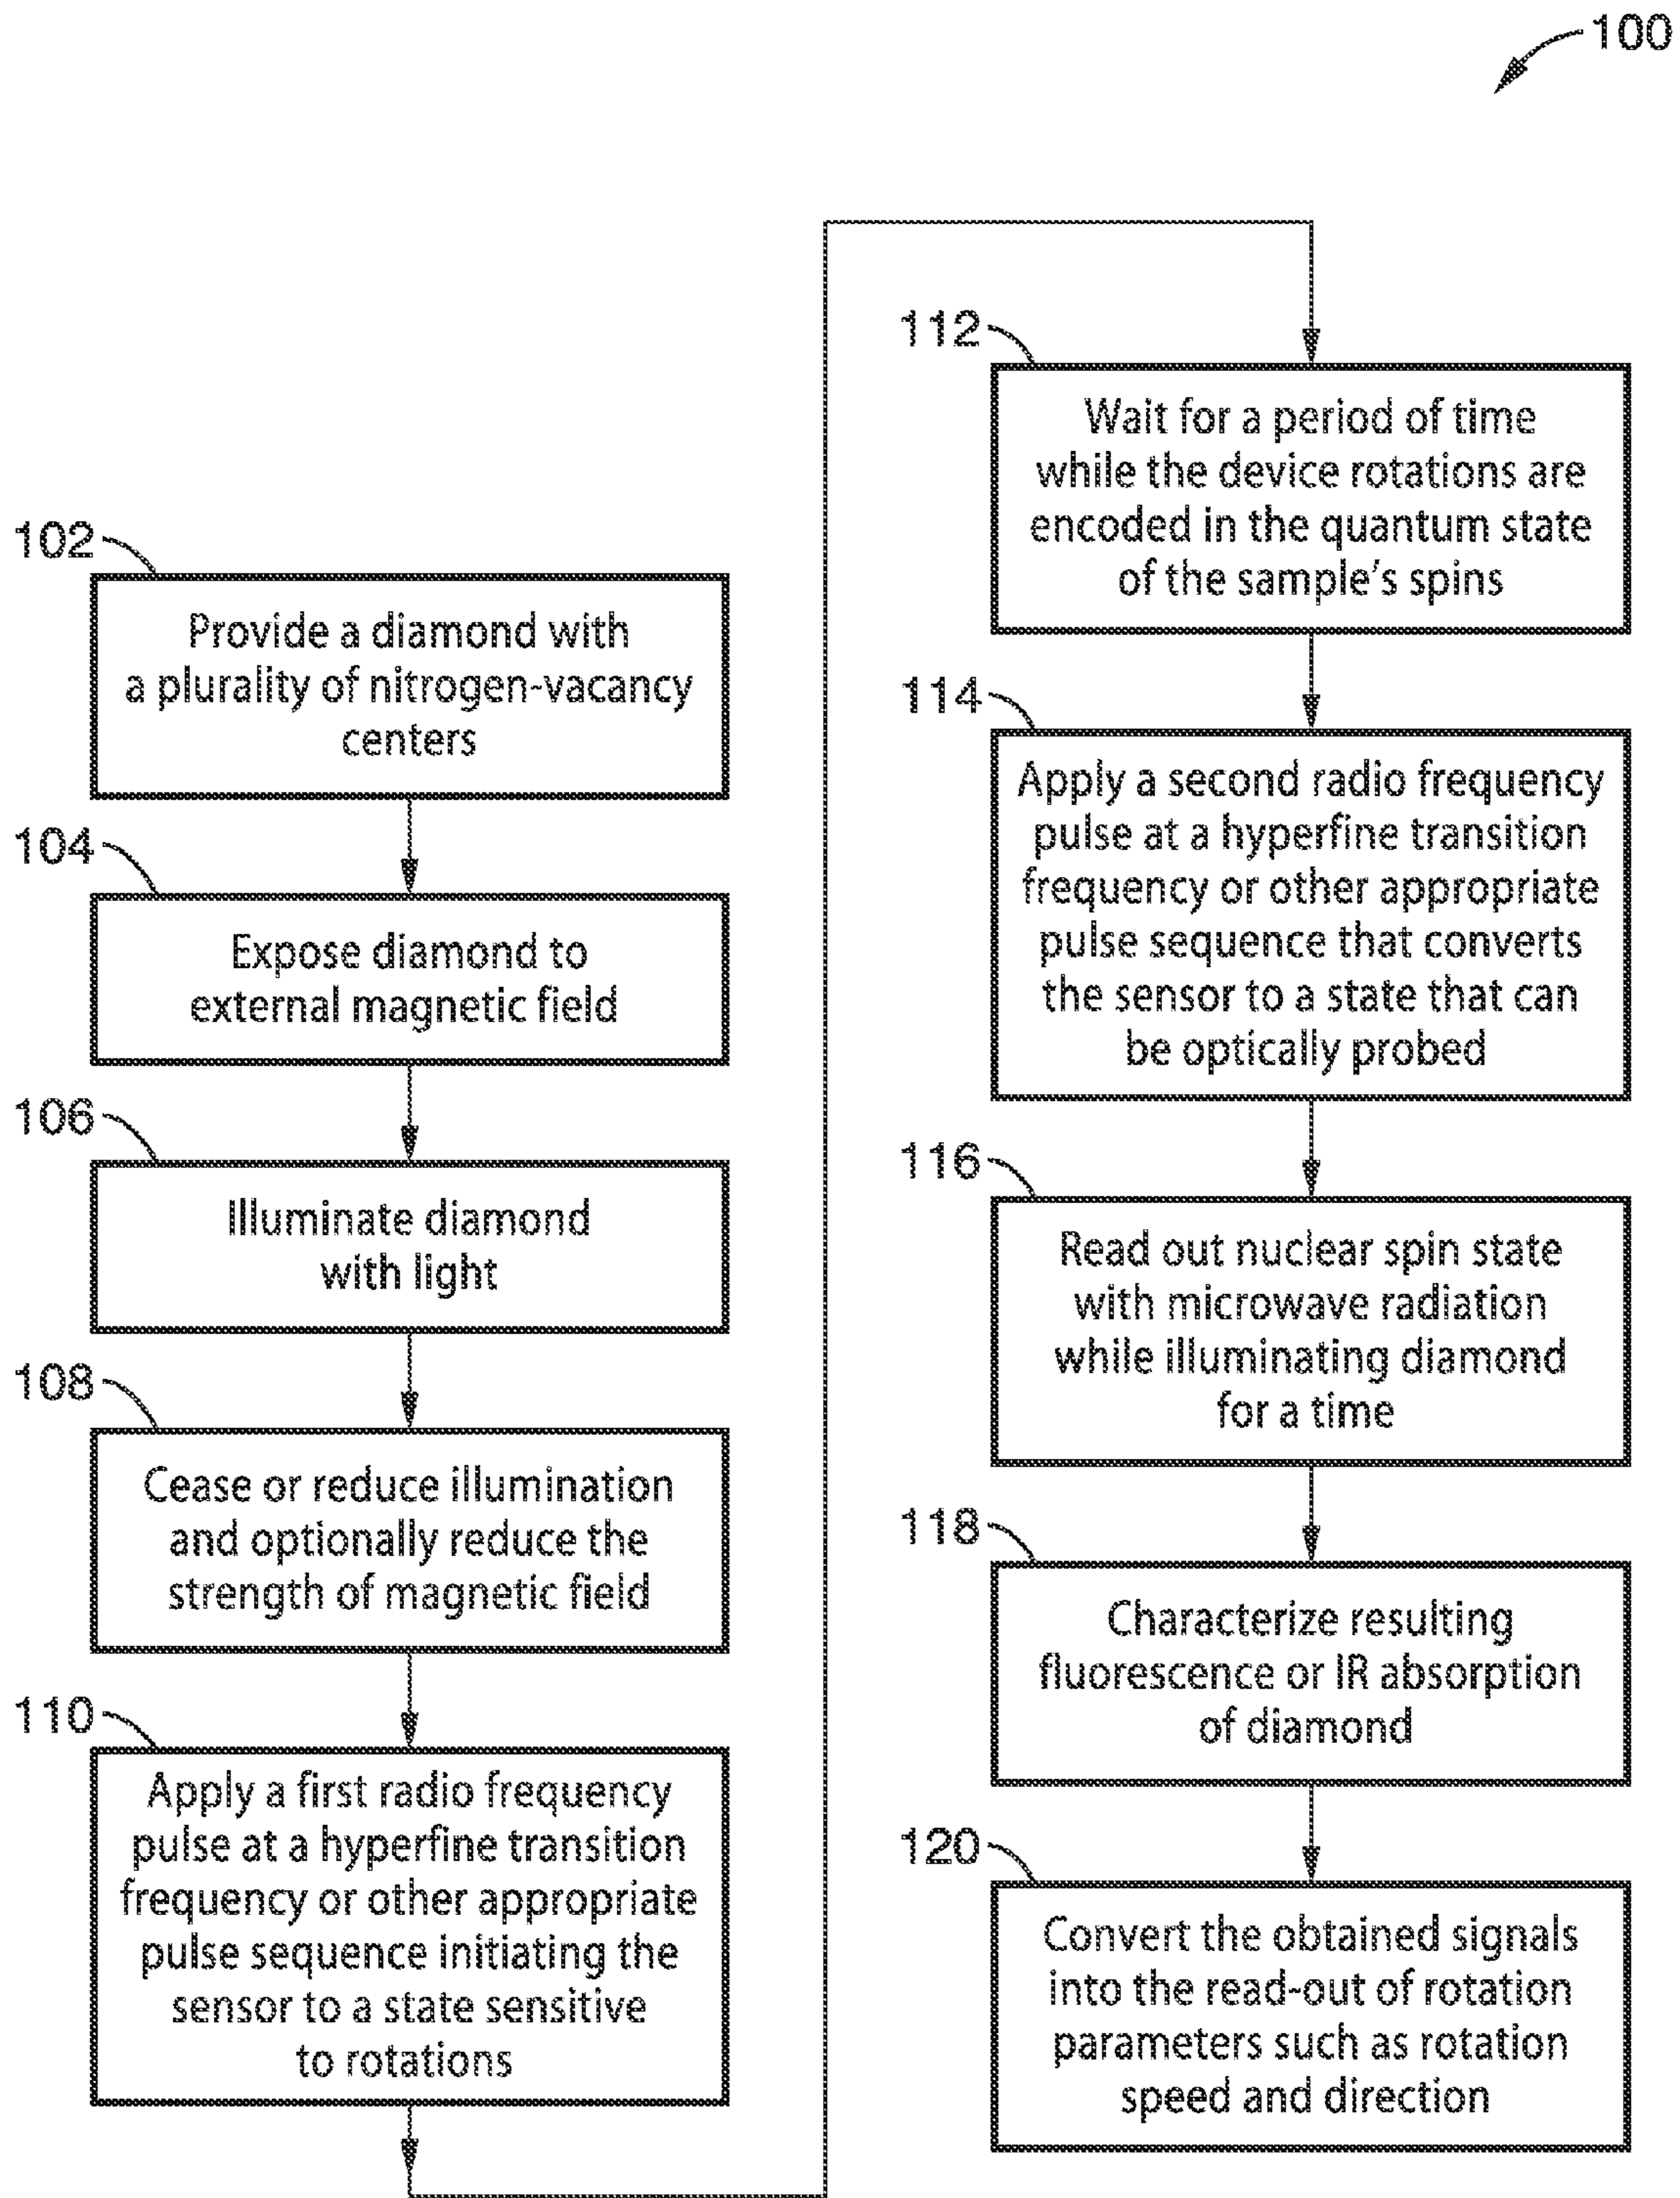 100
102
Provide a diamond with
a plurality of nitrogen-vacancy
centers
104
Expose diamond to
external magnetic field
106
Illuminate diamond
with light
108
Cease or reduce illumination
and optionally reduce the
strength of magnetic field
110
Apply a first radio frequency
pulse at a hyperfine transition
frequency or other appropriate
pulse sequence initiating the
sensor to a state sensitive
to rotations
112
Wait for a period of time
while the device rotations are
encoded in the quantum state
of the sample's spins
114
Apply a second radio frequency
pulse at a hyperfine transition
frequency or other appropriate
pulse sequence that converts
the sensor to a state that can
be optically probed
116
Read out nuclear spin state
with microwave radiation
while illuminating diamond
for a time
118
Characterize resulting
fluorescence or IR absorption
of diamond
120
Convert the obtained signals
into the read-out of rotation
parameters such as rotation
speed and direction